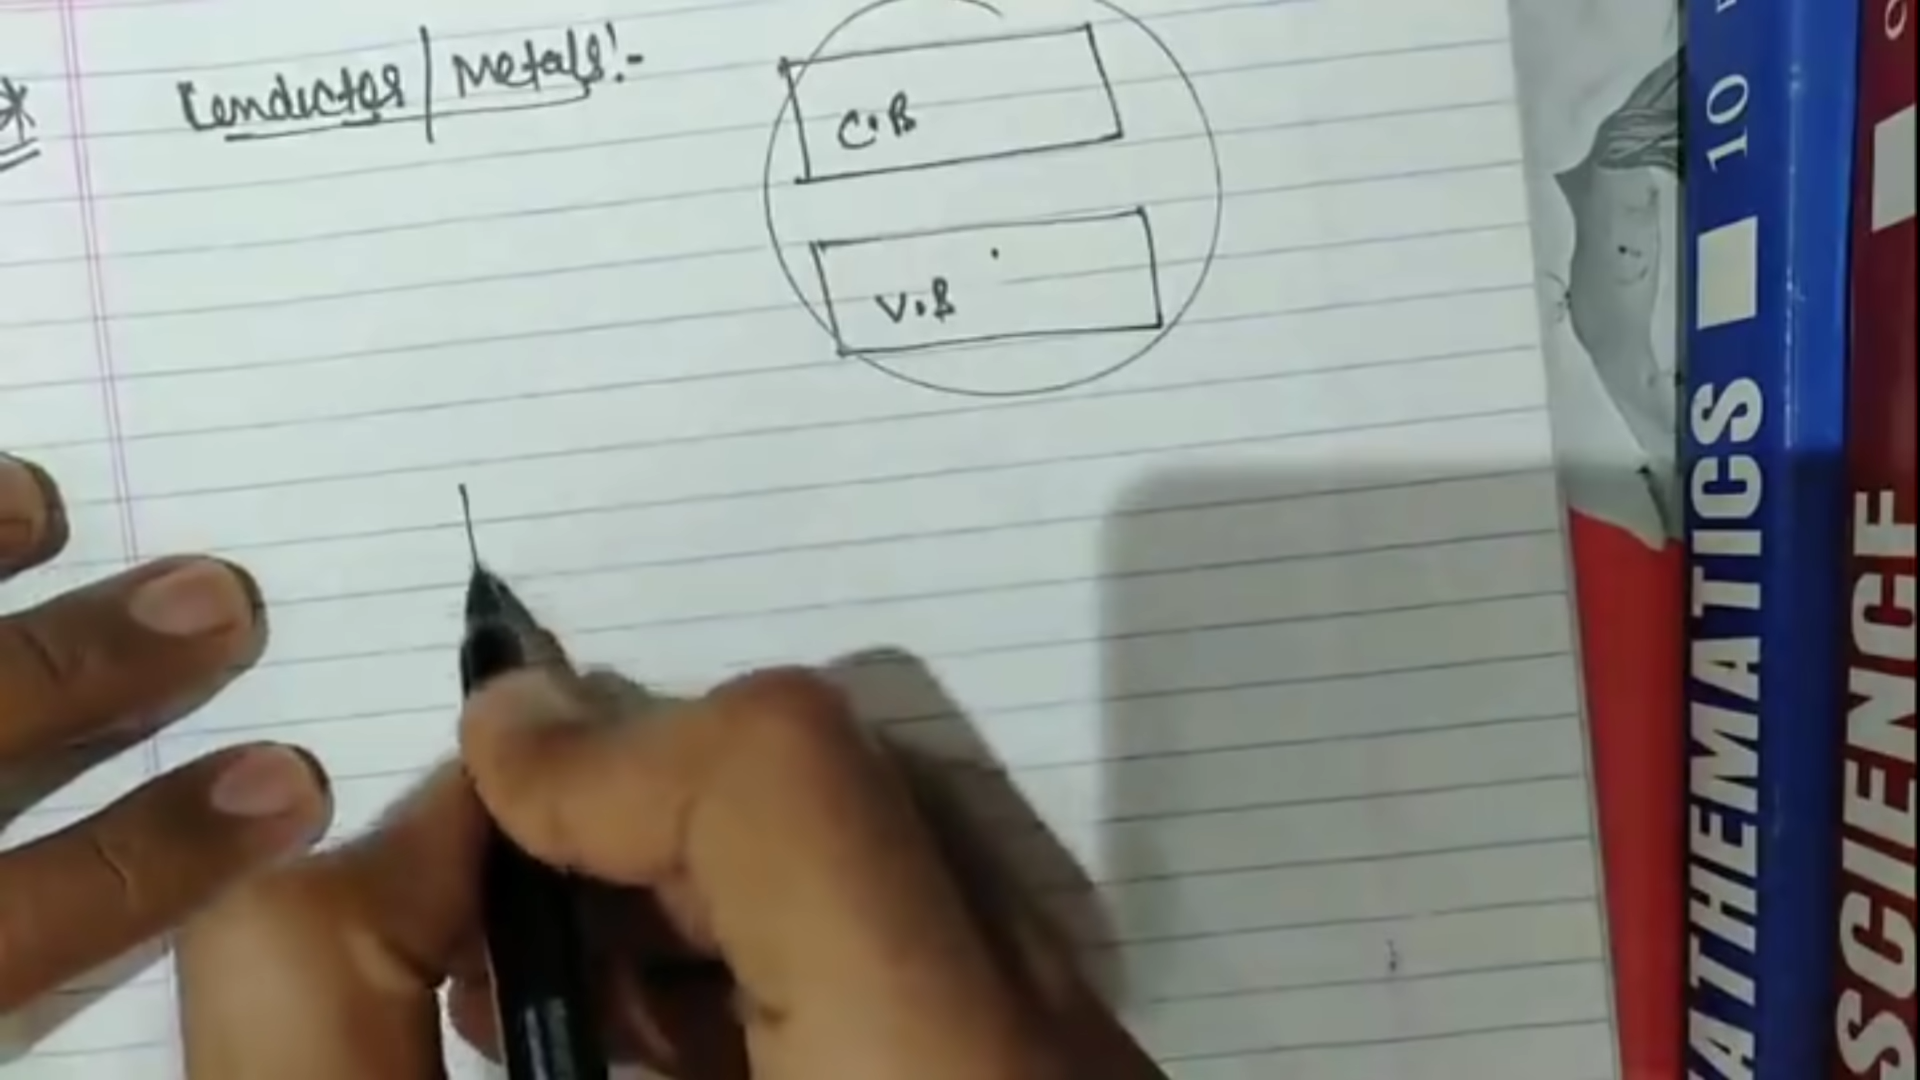 Conductor / Metals:-
C.B
V.B
MATHEMATICS 10
SCIENCE